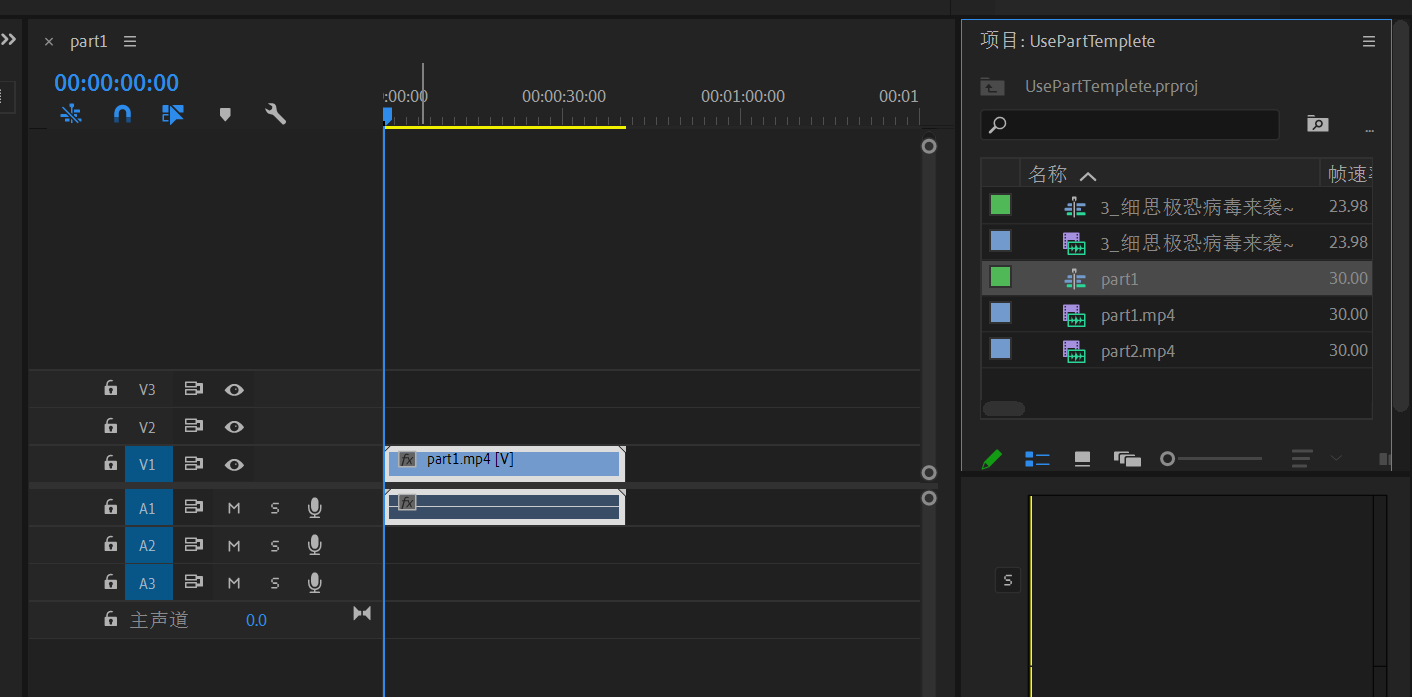 part1
00:00:00:00
:00:00
00:00:30:00
00:01:00:00
00:01
V3
V2
V1
fx part1.mp4 [V]
A1 M S
fx
A2 M S
A3 M S
主声道 0.0
项目: UsePartTemplete
UsePartTemplete.prproj
...
名称 帧速
3_细思极恐病毒来袭~ 23.98
3_细思极恐病毒来袭~ 23.98
part1 30.00
part1.mp4 30.00
part2.mp4 30.00
S